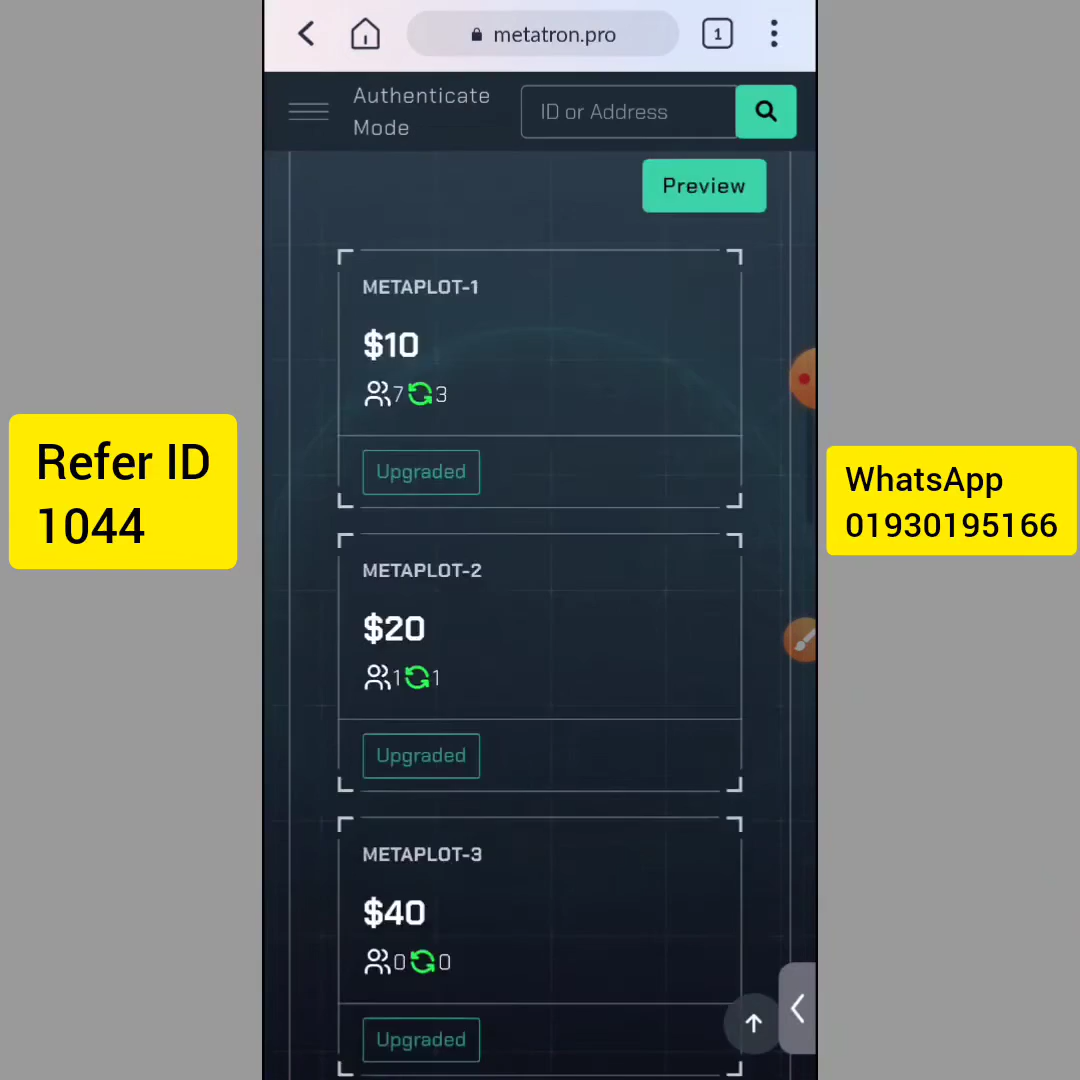 metatron.pro
1
Authenticate
Mode
ID or Address
Preview
METAPLOT-1
$10
7 3
Upgraded
METAPLOT-2
$20
1 1
Upgraded
METAPLOT-3
$40
0 0
Upgraded
Refer ID
1044
WhatsApp
01930195166